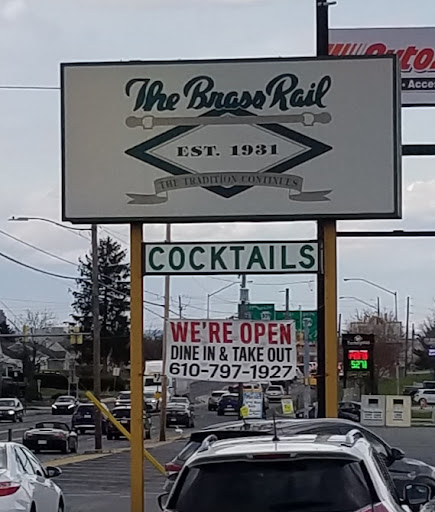 The Brass Rail
EST. 1931
THE TRADITION CONTINUES
COCKTAILS
WE'RE OPEN
DINE IN & TAKE OUT
610-797-1927